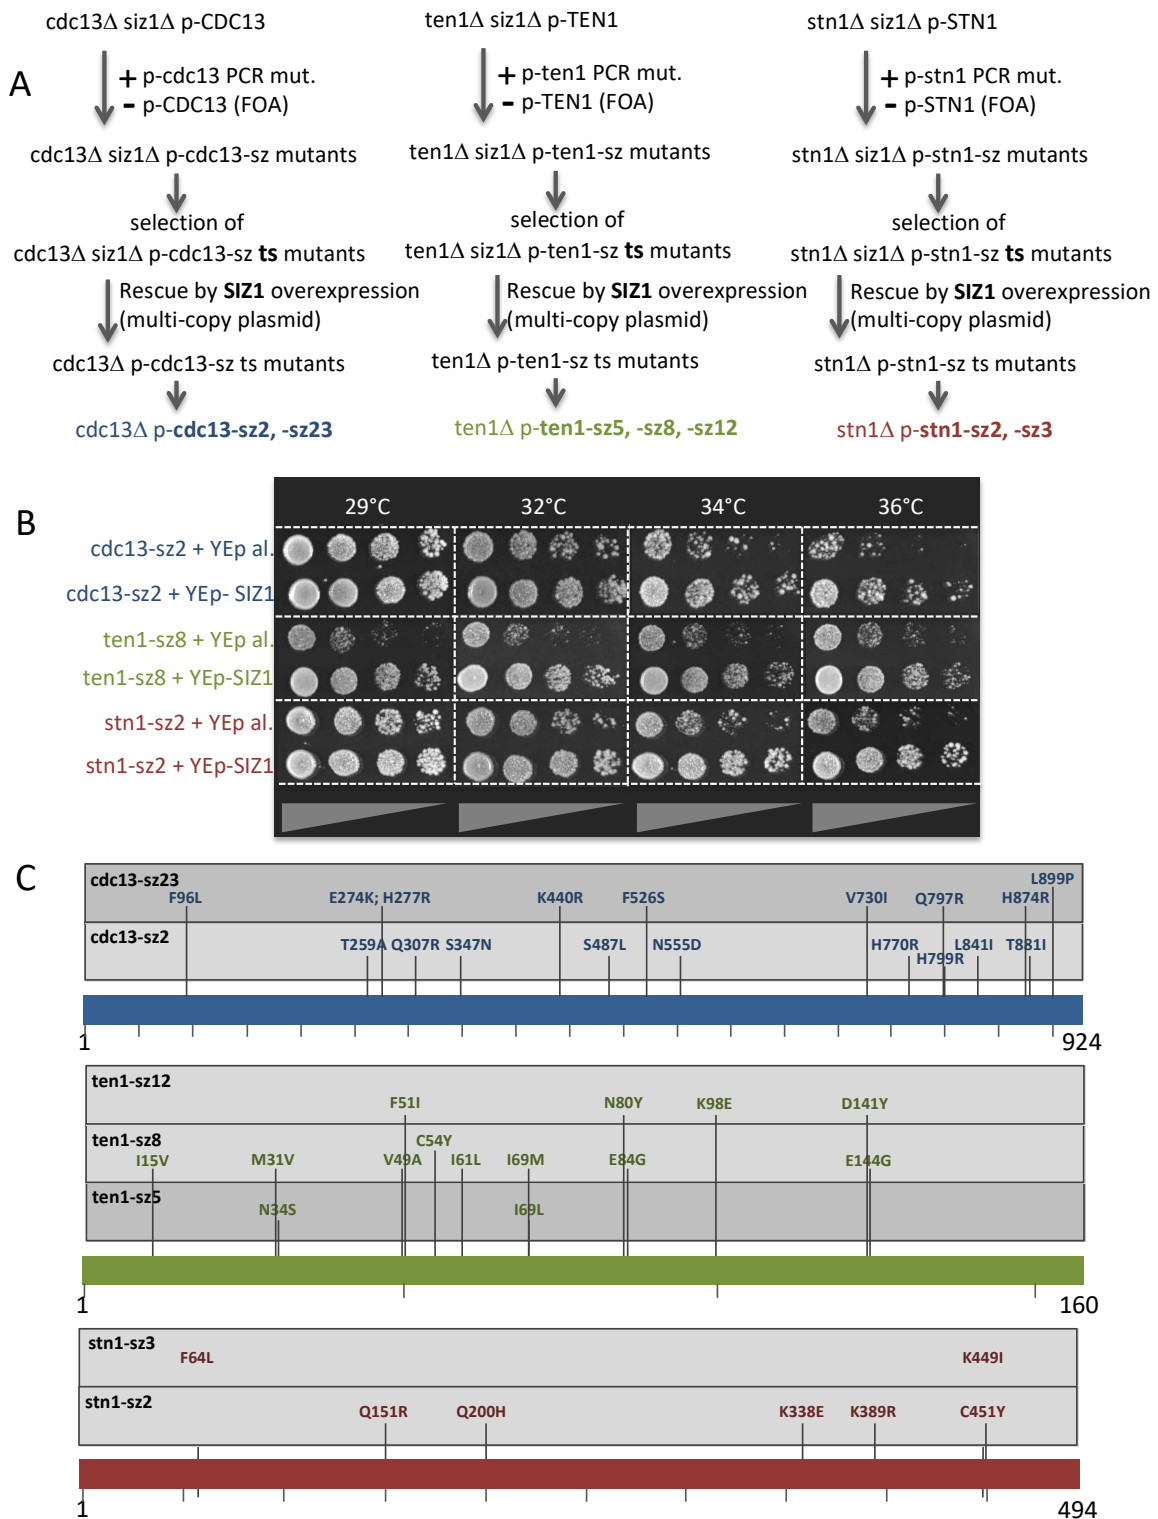 A
cdc13Δ siz1Δ p-CDC13
+ p-cdc13 PCR mut.
- p-CDC13 (FOA)
cdc13Δ siz1Δ p-cdc13-sz mutants
selection of
cdc13Δ siz1Δ p-cdc13-sz ts mutants
Rescue by SIZ1 overexpression
(multi-copy plasmid)
cdc13Δ p-cdc13-sz ts mutants
cdc13Δ p-cdc13-sz2, -sz23
ten1Δ siz1Δ p-TEN1
+ p-ten1 PCR mut.
- p-TEN1 (FOA)
ten1Δ siz1Δ p-ten1-sz mutants
selection of
ten1Δ siz1Δ p-ten1-sz ts mutants
Rescue by SIZ1 overexpression
(multi-copy plasmid)
ten1Δ p-ten1-sz ts mutants
ten1Δ p-ten1-sz5, -sz8, -sz12
stn1Δ siz1Δ p-STN1
+ p-stn1 PCR mut.
- p-STN1 (FOA)
stn1Δ siz1Δ p-stn1-sz mutants
selection of
stn1Δ siz1Δ p-stn1-sz ts mutants
Rescue by SIZ1 overexpression
(multi-copy plasmid)
stn1Δ p-stn1-sz ts mutants
stn1Δ p-stn1-sz2, -sz3
B
29°C 32°C 34°C 36°C
cdc13-sz2 + YEp al.
cdc13-sz2 + YEp- SIZ1
ten1-sz8 + YEp al.
ten1-sz8 + YEp-SIZ1
stn1-sz2 + YEp al.
stn1-sz2 + YEp-SIZ1
C
cdc13-sz23
L899P
F96L E274K; H277R K440R F526S V730I Q797R H874R
cdc13-sz2
T259A Q307R S347N S487L N555D H770R L841I T881I
H799R
1 924
ten1-sz12
F51I N80Y K98E D141Y
ten1-sz8
C54Y
I15V M31V V49A I61L I69M E84G E144G
ten1-sz5
N34S I69L
1 160
stn1-sz3
F64L K449I
stn1-sz2
Q151R Q200H K338E K389R C451Y
1 494